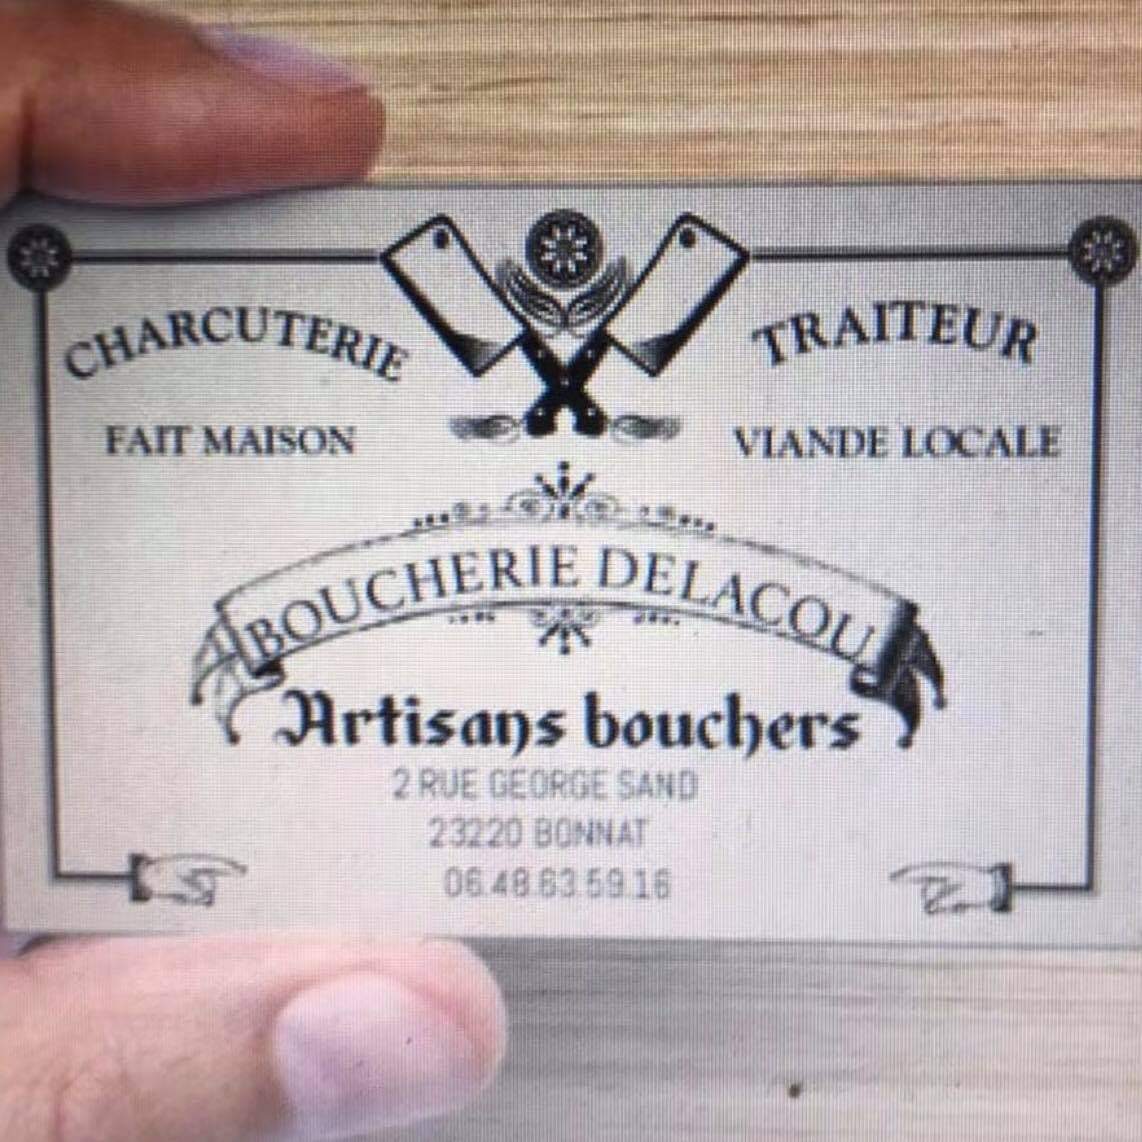 CHARCUTERIE
TRAITEUR
FAIT MAISON
VIANDE LOCALE
BOUCHERIE DELACOU
Artisans bouchers
2 RUE GEORGE SAND
23220 BONNAT
06.48.63.59.16